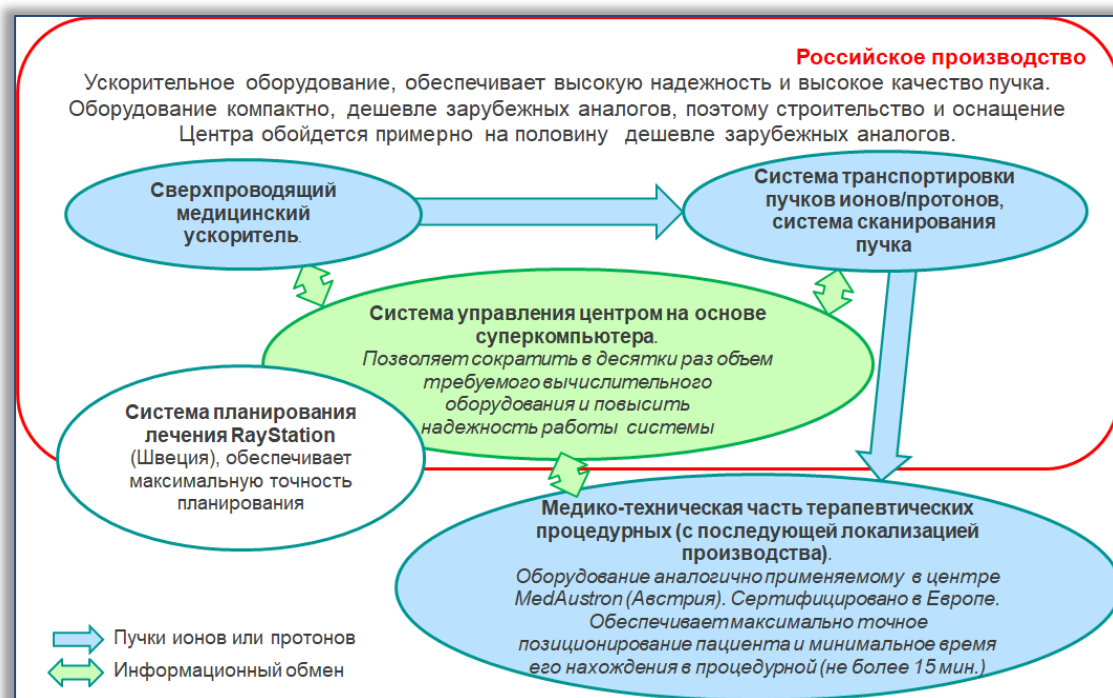 Российское производство
Ускорительное оборудование, обеспечивает высокую надежность и высокое качество пучка.
Оборудование компактно, дешевле зарубежных аналогов, поэтому строительство и оснащение
Центра обойдется примерно на половину дешевле зарубежных аналогов.
Сверхпроводящий
медицинский
ускоритель.
Система транспортировки
пучков ионов/протонов,
система сканирования
пучка
Система управления центром на основе
суперкомпьютера.
Позволяет сократить в десятки раз объем
требуемого вычислительного
оборудования и повысить
надежность работы системы
Система планирования
лечения RayStation
(Швеция), обеспечивает
максимальную точность
планирования
Медико-техническая часть терапевтических
процедурных (с последующей локализацией
производства).
Оборудование аналогично применяемому в центре
MedAustron (Австрия). Сертифицировано в Европе.
Обеспечивает максимально точное
позиционирование пациента и минимальное время
его нахождения в процедурной (не более 15 мин.)
Пучки ионов или протонов
Информационный обмен